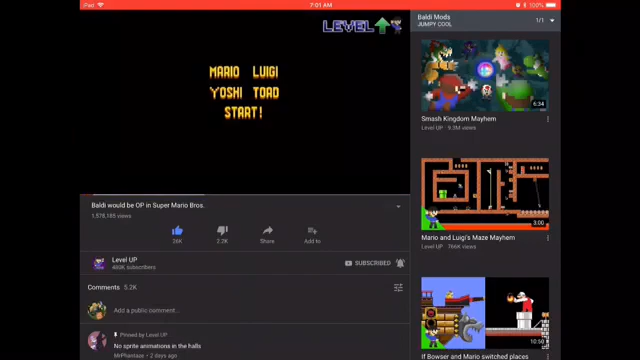 iPad
7:01 AM
100%
LEVEL
MARIO LUIGI
YOSHI TOAD
START!
Baldi would be OP in Super Mario Bros.
1,578,185 views
26K
2.2K
Share
Add to
Level UP
SUBSCRIBED
Comments 5.2K
Add a public comment...
Pinned by Level UP
No sprite animations in the halls
MrPhantaze • 2 days ago
Baldi Mods
JUMPY COOL
1/1
6:34
Smash Kingdom Mayhem
Level UP • 9.3M views
3:00
Mario and Luigi's Maze Mayhem
Level UP • 766K views
10:50
If Bowser and Mario switched places